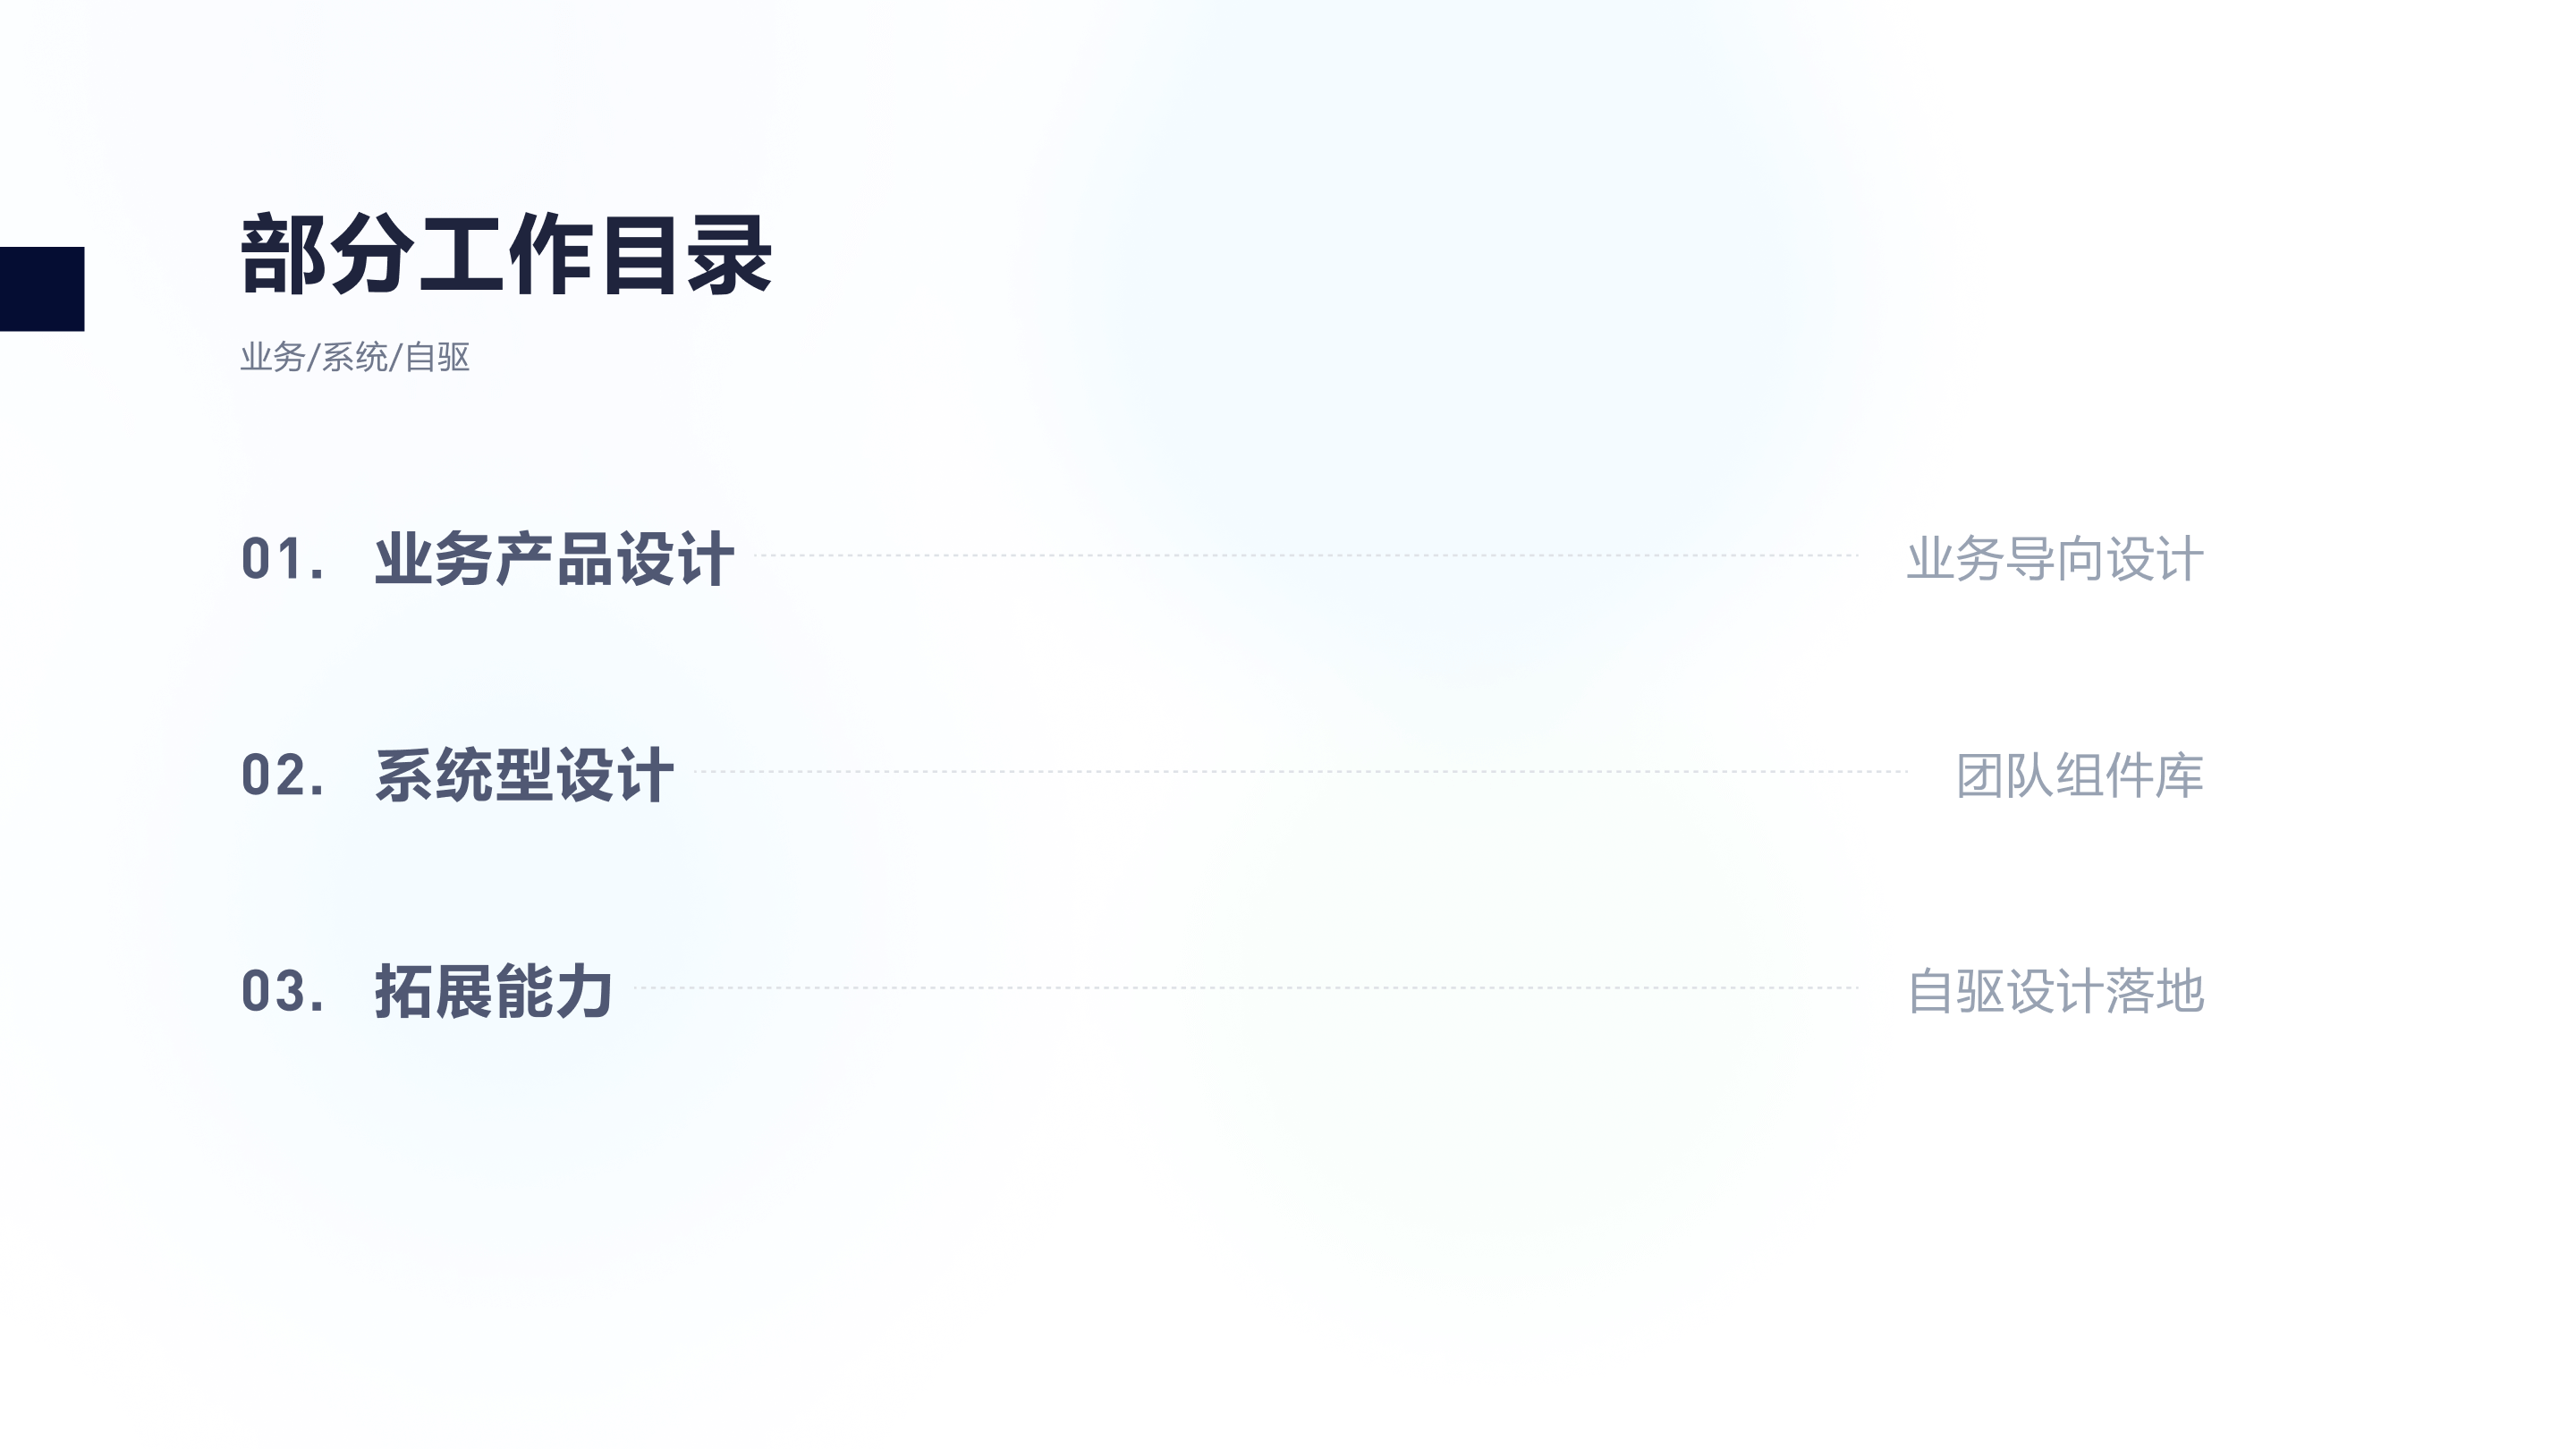 部分工作目录
业务/系统/自驱
01. 业务产品设计 业务导向设计
02. 系统型设计 团队组件库
03. 拓展能力 自驱设计落地